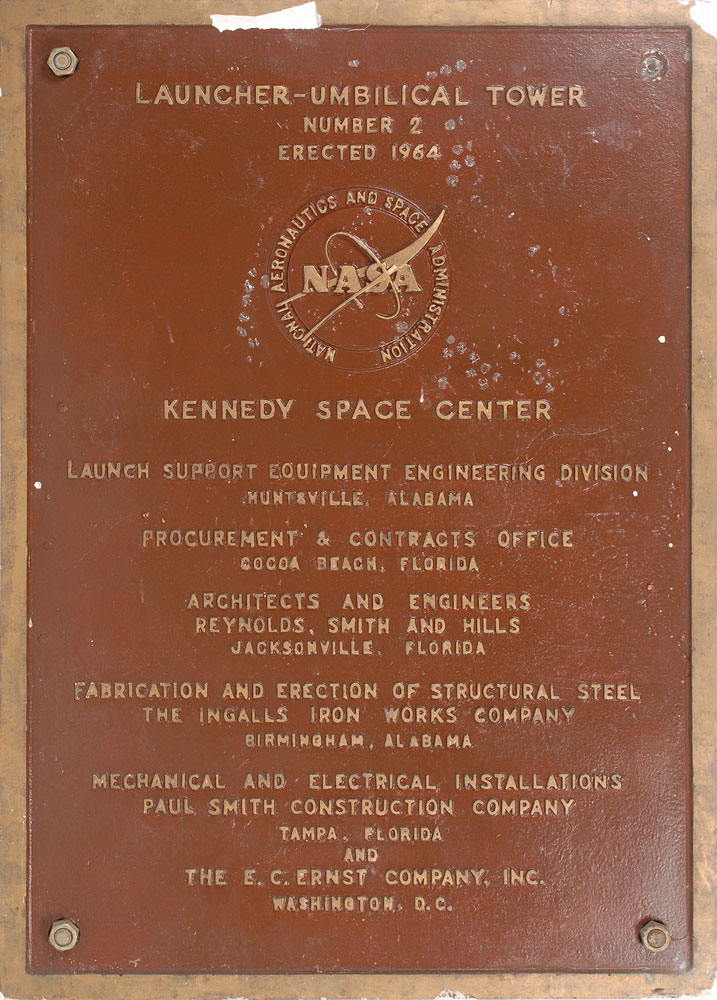 LAUNCHER-UMBILICAL TOWER
NUMBER 2
ERECTED 1964
NATIONAL AERONAUTICS AND SPACE ADMINISTRATION
NASA
KENNEDY SPACE CENTER
LAUNCH SUPPORT EQUIPMENT ENGINEERING DIVISION
HUNTSVILLE, ALABAMA
PROCUREMENT & CONTRACTS OFFICE
COCOA BEACH, FLORIDA
ARCHITECTS AND ENGINEERS
REYNOLDS, SMITH AND HILLS
JACKSONVILLE, FLORIDA
FABRICATION AND ERECTION OF STRUCTURAL STEEL
THE INGALLS IRON WORKS COMPANY
BIRMINGHAM, ALABAMA
MECHANICAL AND ELECTRICAL INSTALLATIONS
PAUL SMITH CONSTRUCTION COMPANY
TAMPA, FLORIDA
AND
THE E.C. ERNST COMPANY, INC.
WASHINGTON, D.C.